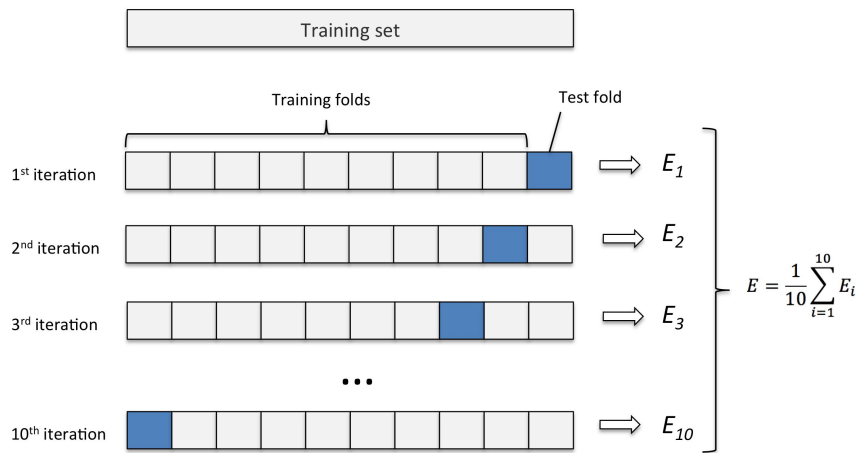 Training set
Training folds
Test fold
1st iteration
E1
2nd iteration
E2
3rd iteration
E3
E = 1/10 10∑i=1 Ei
...
10th iteration
E10